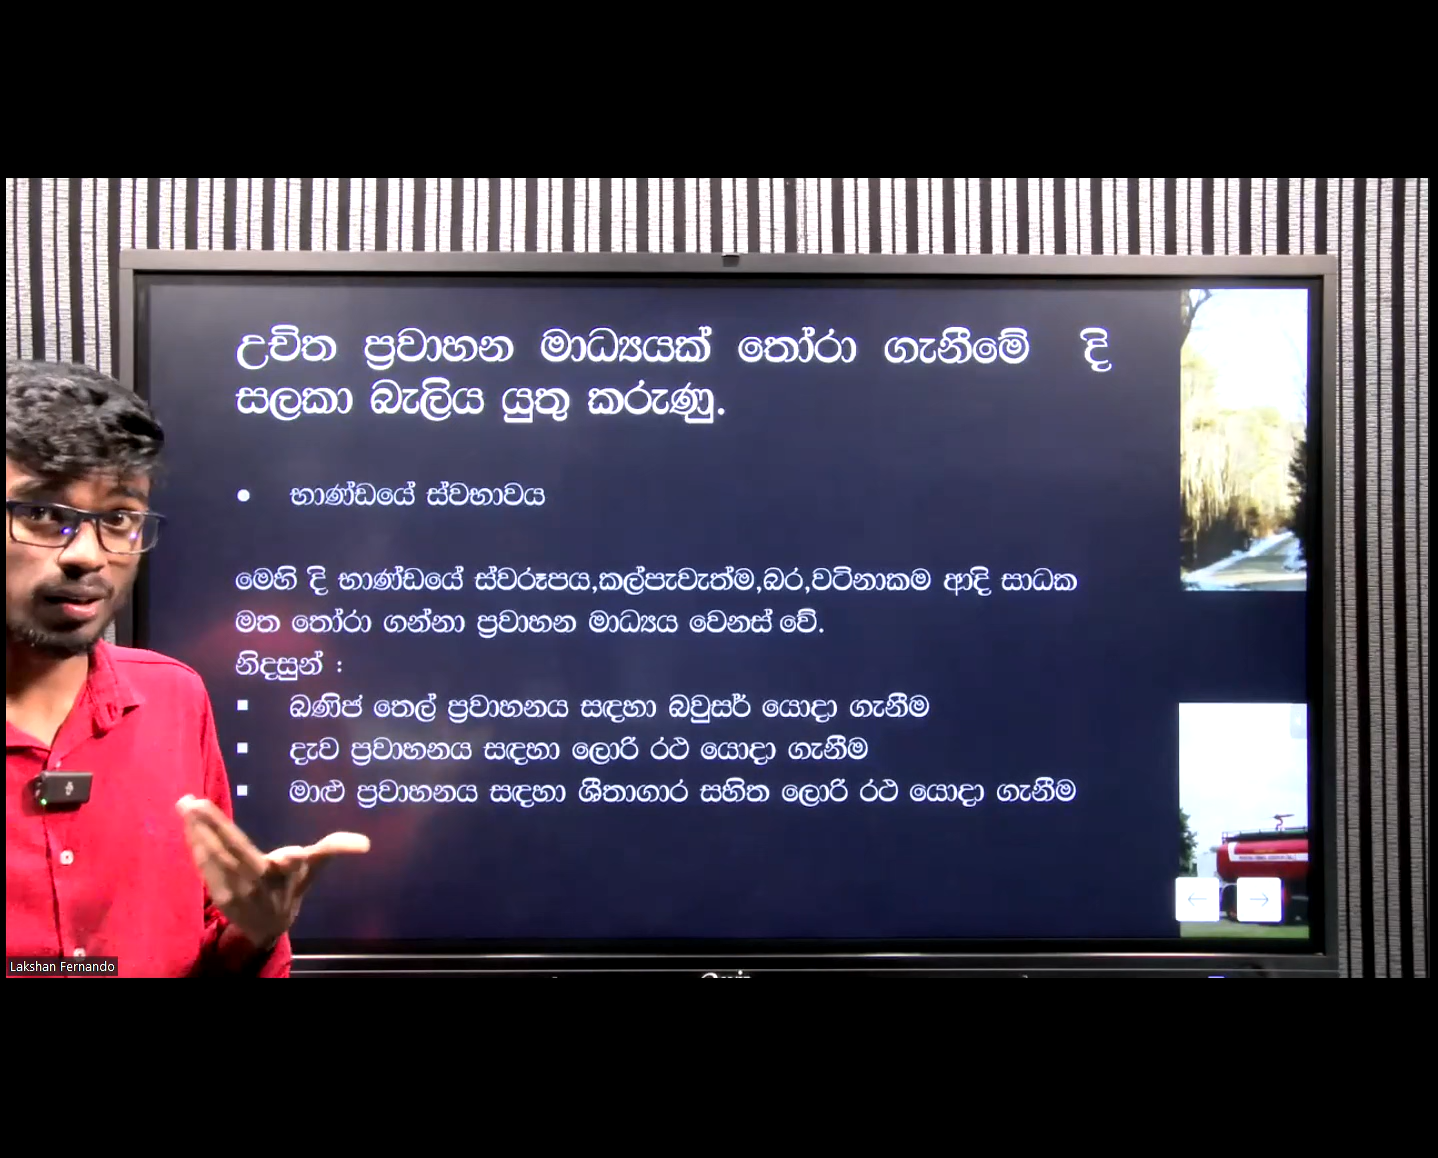 උචිත ප්‍රවාහන මාධ්‍යයක් තෝරා ගැනීමේ දි
සලකා බැලිය යුතු කරුණු.
● භාණ්ඩයේ ස්වභාවය
මෙහි දි භාණ්ඩයේ ස්වරූපය,කල්පැවැත්ම,බර,වටිනාකම ආදි සාධක
මත තෝරා ගන්නා ප්‍රවාහන මාධ්‍යය වෙනස් වේ.
නිදසුන් :
▪ ඛණිජ තෙල් ප්‍රවාහනය සඳහා බවුසර් යොදා ගැනීම
▪ දැව ප්‍රවාහනය සඳහා ලොරි රථ යොදා ගැනීම
▪ මාළු ප්‍රවාහනය සඳහා ශීතාගාර සහිත ලොරි රථ යොදා ගැනීම
Lakshan Fernando